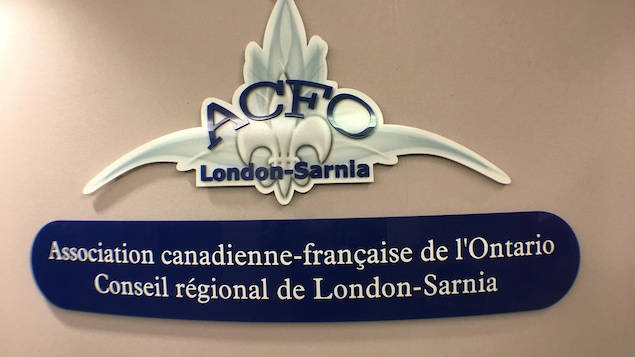 ACFO
London-Sarnia
Association canadienne-française de l'Ontario
Conseil régional de London-Sarnia